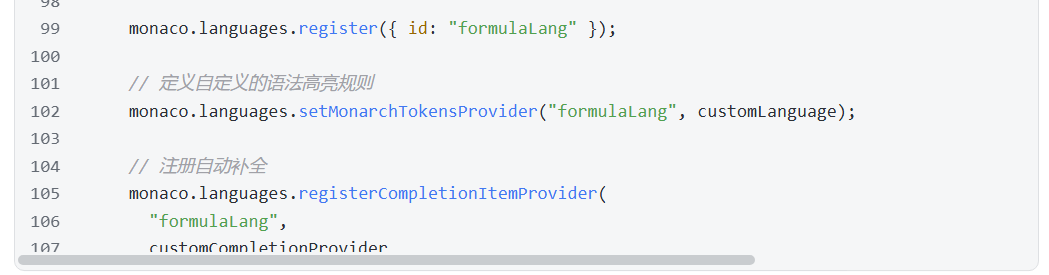 98
99 monaco.languages.register({ id: "formulaLang" });
100
101 // 定义自定义的语法高亮规则
102 monaco.languages.setMonarchTokensProvider("formulaLang", customLanguage);
103
104 // 注册自动补全
105 monaco.languages.registerCompletionItemProvider(
106 "formulaLang",
107 customCompletionProvider